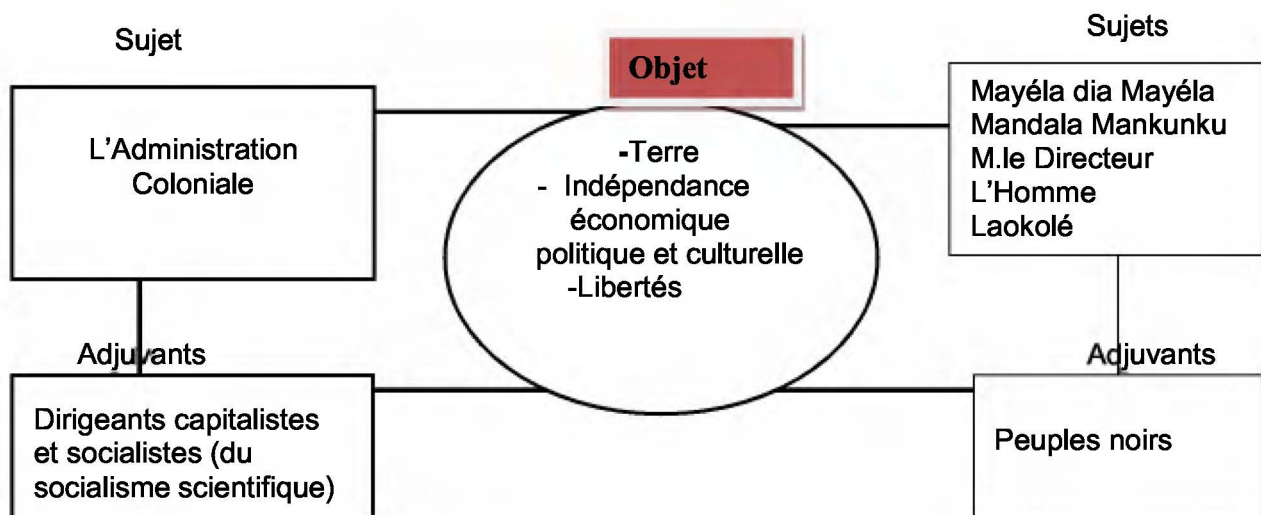 Sujet
L'Administration
Coloniale
Adjuvants
Dirigeants capitalistes
et socialistes (du
socialisme scientifique)
Objet
-Terre
- Indépendance
économique
politique et culturelle
-Libertés
Sujets
Mayéla dia Mayéla
Mandala Mankunku
M.le Directeur
L'Homme
Laokolé
Adjuvants
Peuples noirs